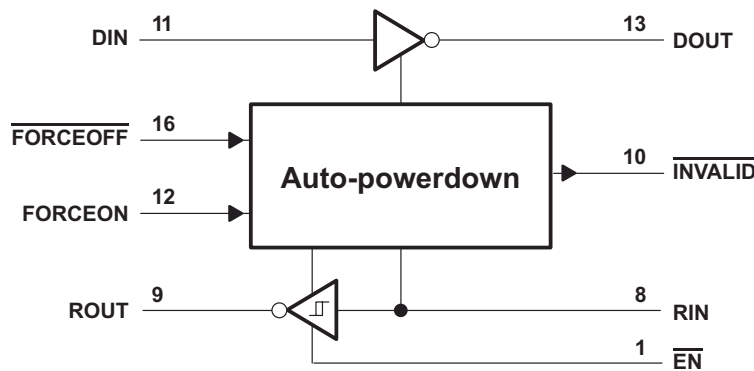 DIN 11 13 DOUT
FORCEOFF 16
Auto-powerdown 10 INVALID
FORCEON 12
ROUT 9 8 RIN
1 EN